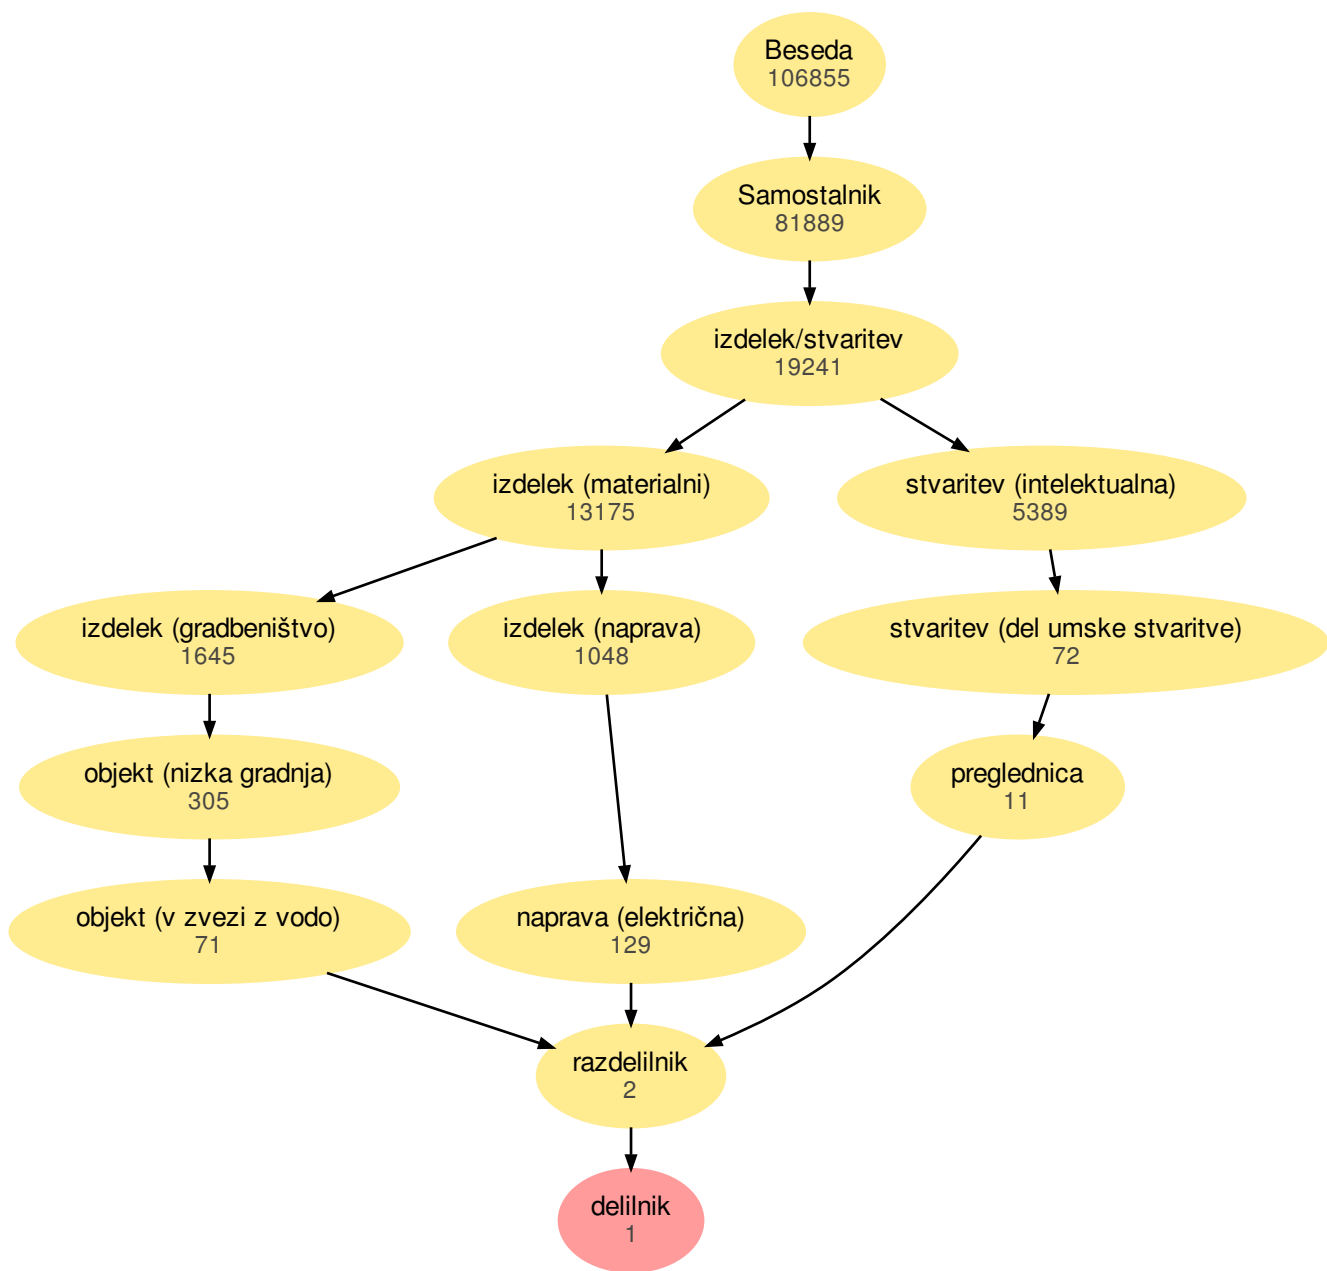 Beseda
106855
Samostalnik
81889
izdelek/stvaritev
19241
izdelek (materialni)
13175
stvaritev (intelektualna)
5389
izdelek (gradbeništvo)
1645
izdelek (naprava)
1048
stvaritev (del umske stvaritve)
72
objekt (nizka gradnja)
305
preglednica
11
objekt (v zvezi z vodo)
71
naprava (električna)
129
razdelilnik
2
delilnik
1